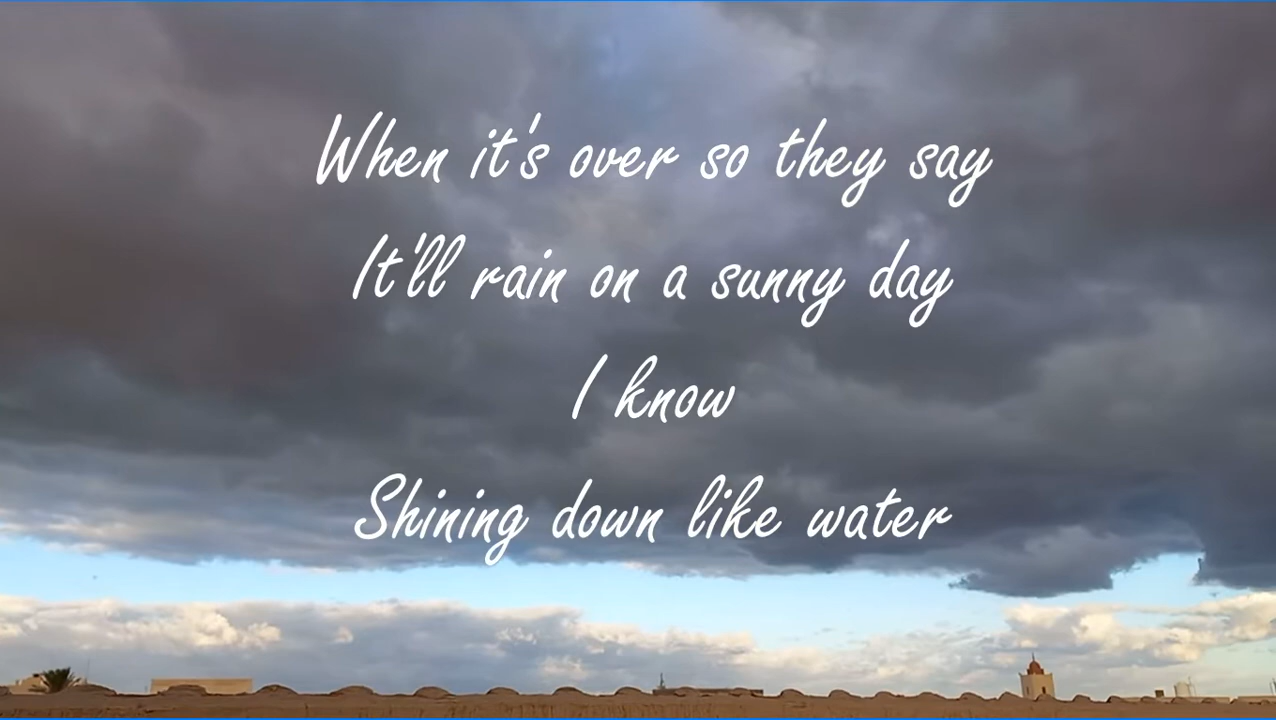 When it's over so they say
It'll rain on a sunny day
I know
Shining down like water